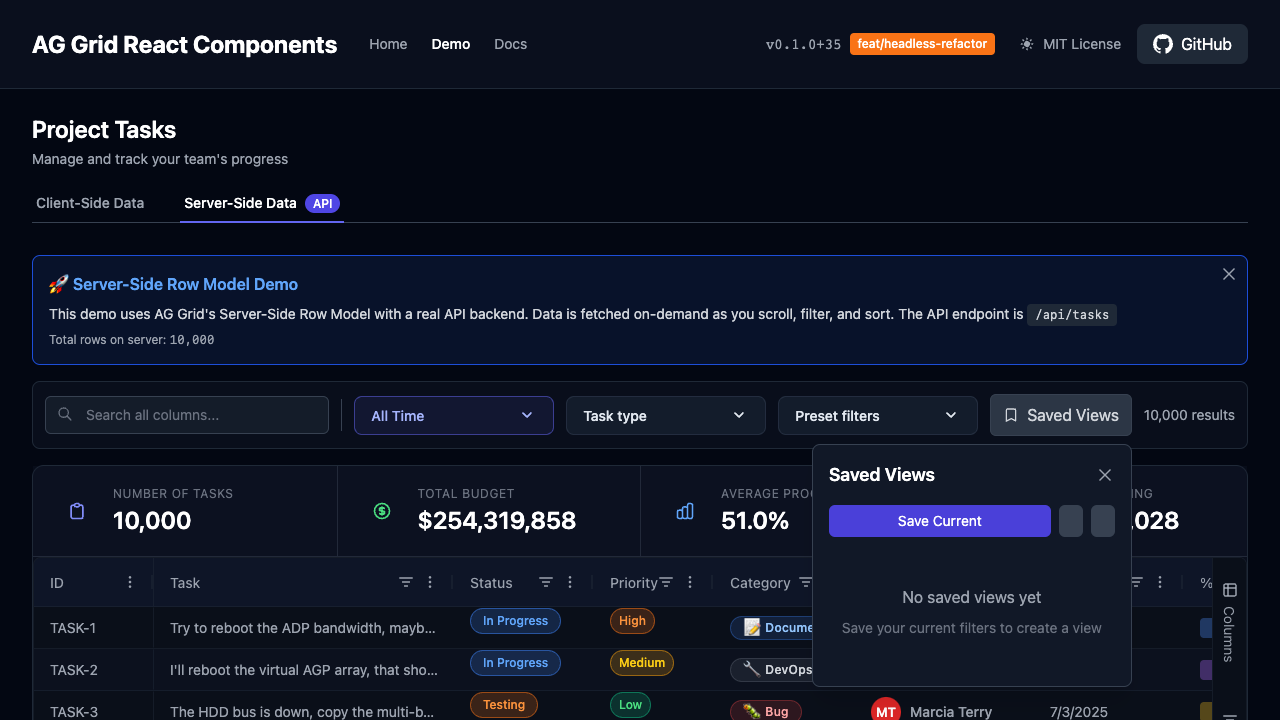 AG Grid React Components
Home
Demo
Docs
v0.1.0+35
feat/headless-refactor
MIT License
GitHub
Project Tasks
Manage and track your team's progress
Client-Side Data
Server-Side Data
API
🚀 Server-Side Row Model Demo
This demo uses AG Grid's Server-Side Row Model with a real API backend. Data is fetched on-demand as you scroll, filter, and sort. The API endpoint is /api/tasks
Total rows on server: 10,000
Search all columns...
All Time
Task type
Preset filters
Saved Views
10,000 results
NUMBER OF TASKS
10,000
TOTAL BUDGET
$254,319,858
AVERAGE PRO
51.0%
NG
,028
Saved Views
Save Current
No saved views yet
Save your current filters to create a view
ID
Task
Status
Priority
Category
%
Columns
TASK-1
Try to reboot the ADP bandwidth, mayb...
In Progress
High
📝 Docume
TASK-2
I'll reboot the virtual AGP array, that sho...
In Progress
Medium
🔧 DevOps
TASK-3
The HDD bus is down, copy the multi-b...
Testing
Low
🐛 Bug
MT
Marcia Terry
7/3/2025